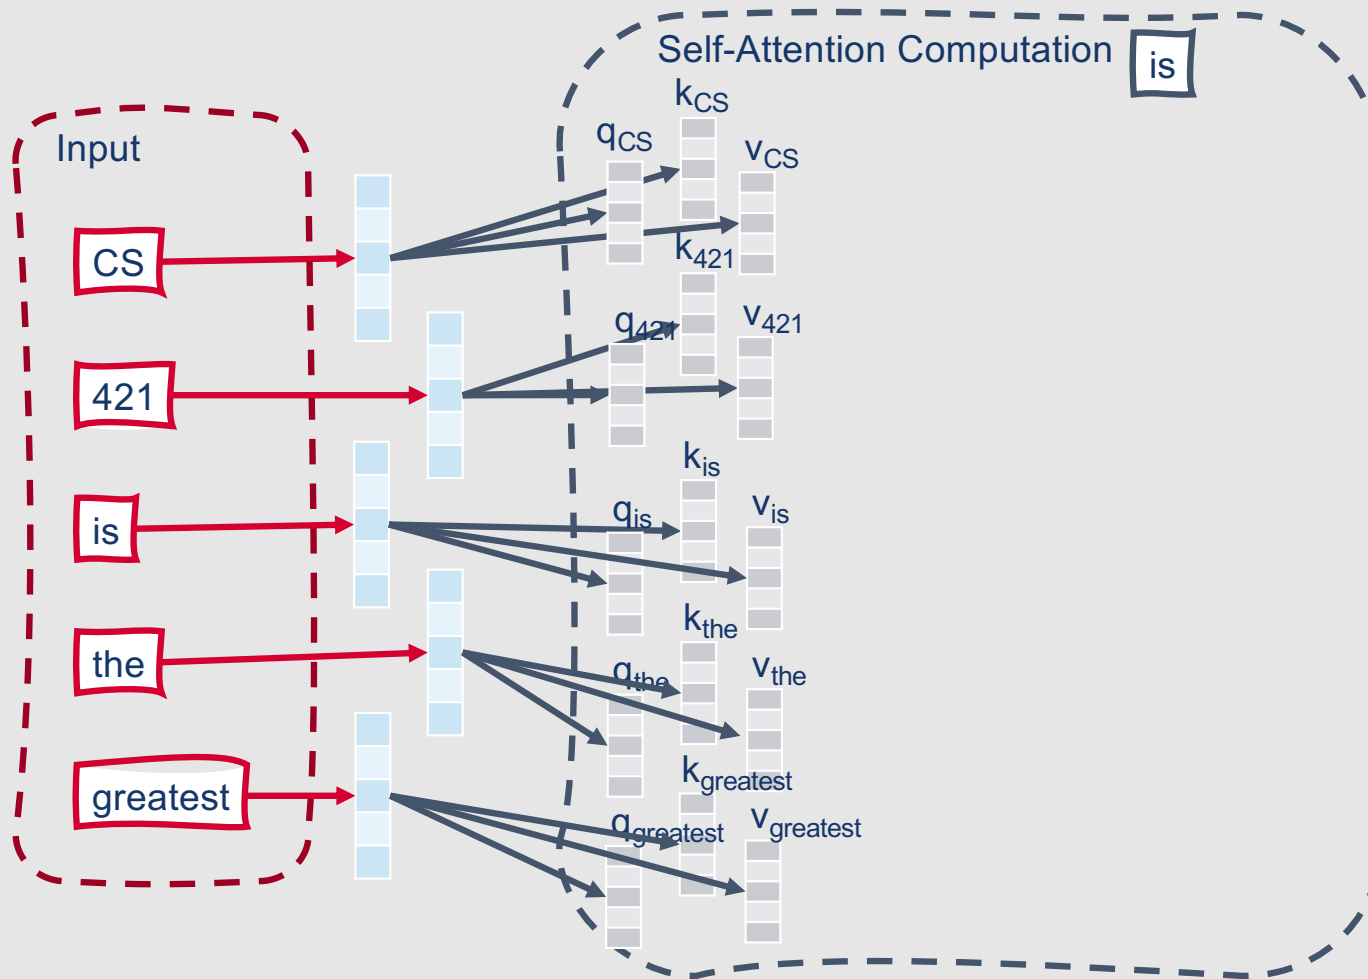 Self-Attention Computation
is
Input
CS
421
is
the
greatest
qCS
kCS
vCS
q421
k421
v421
qis
kis
vis
qthe
kthe
vthe
qgreatest
kgreatest
vgreatest